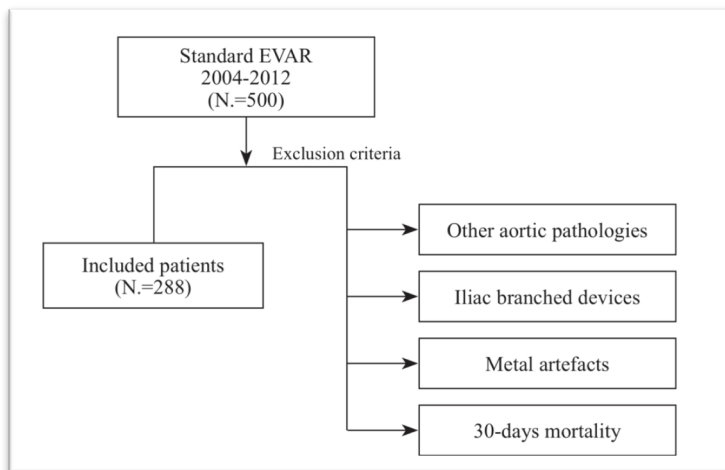 Standard EVAR
2004-2012
(N.=500)
Exclusion criteria
Included patients
(N.=288)
Other aortic pathologies
Iliac branched devices
Metal artefacts
30-days mortality